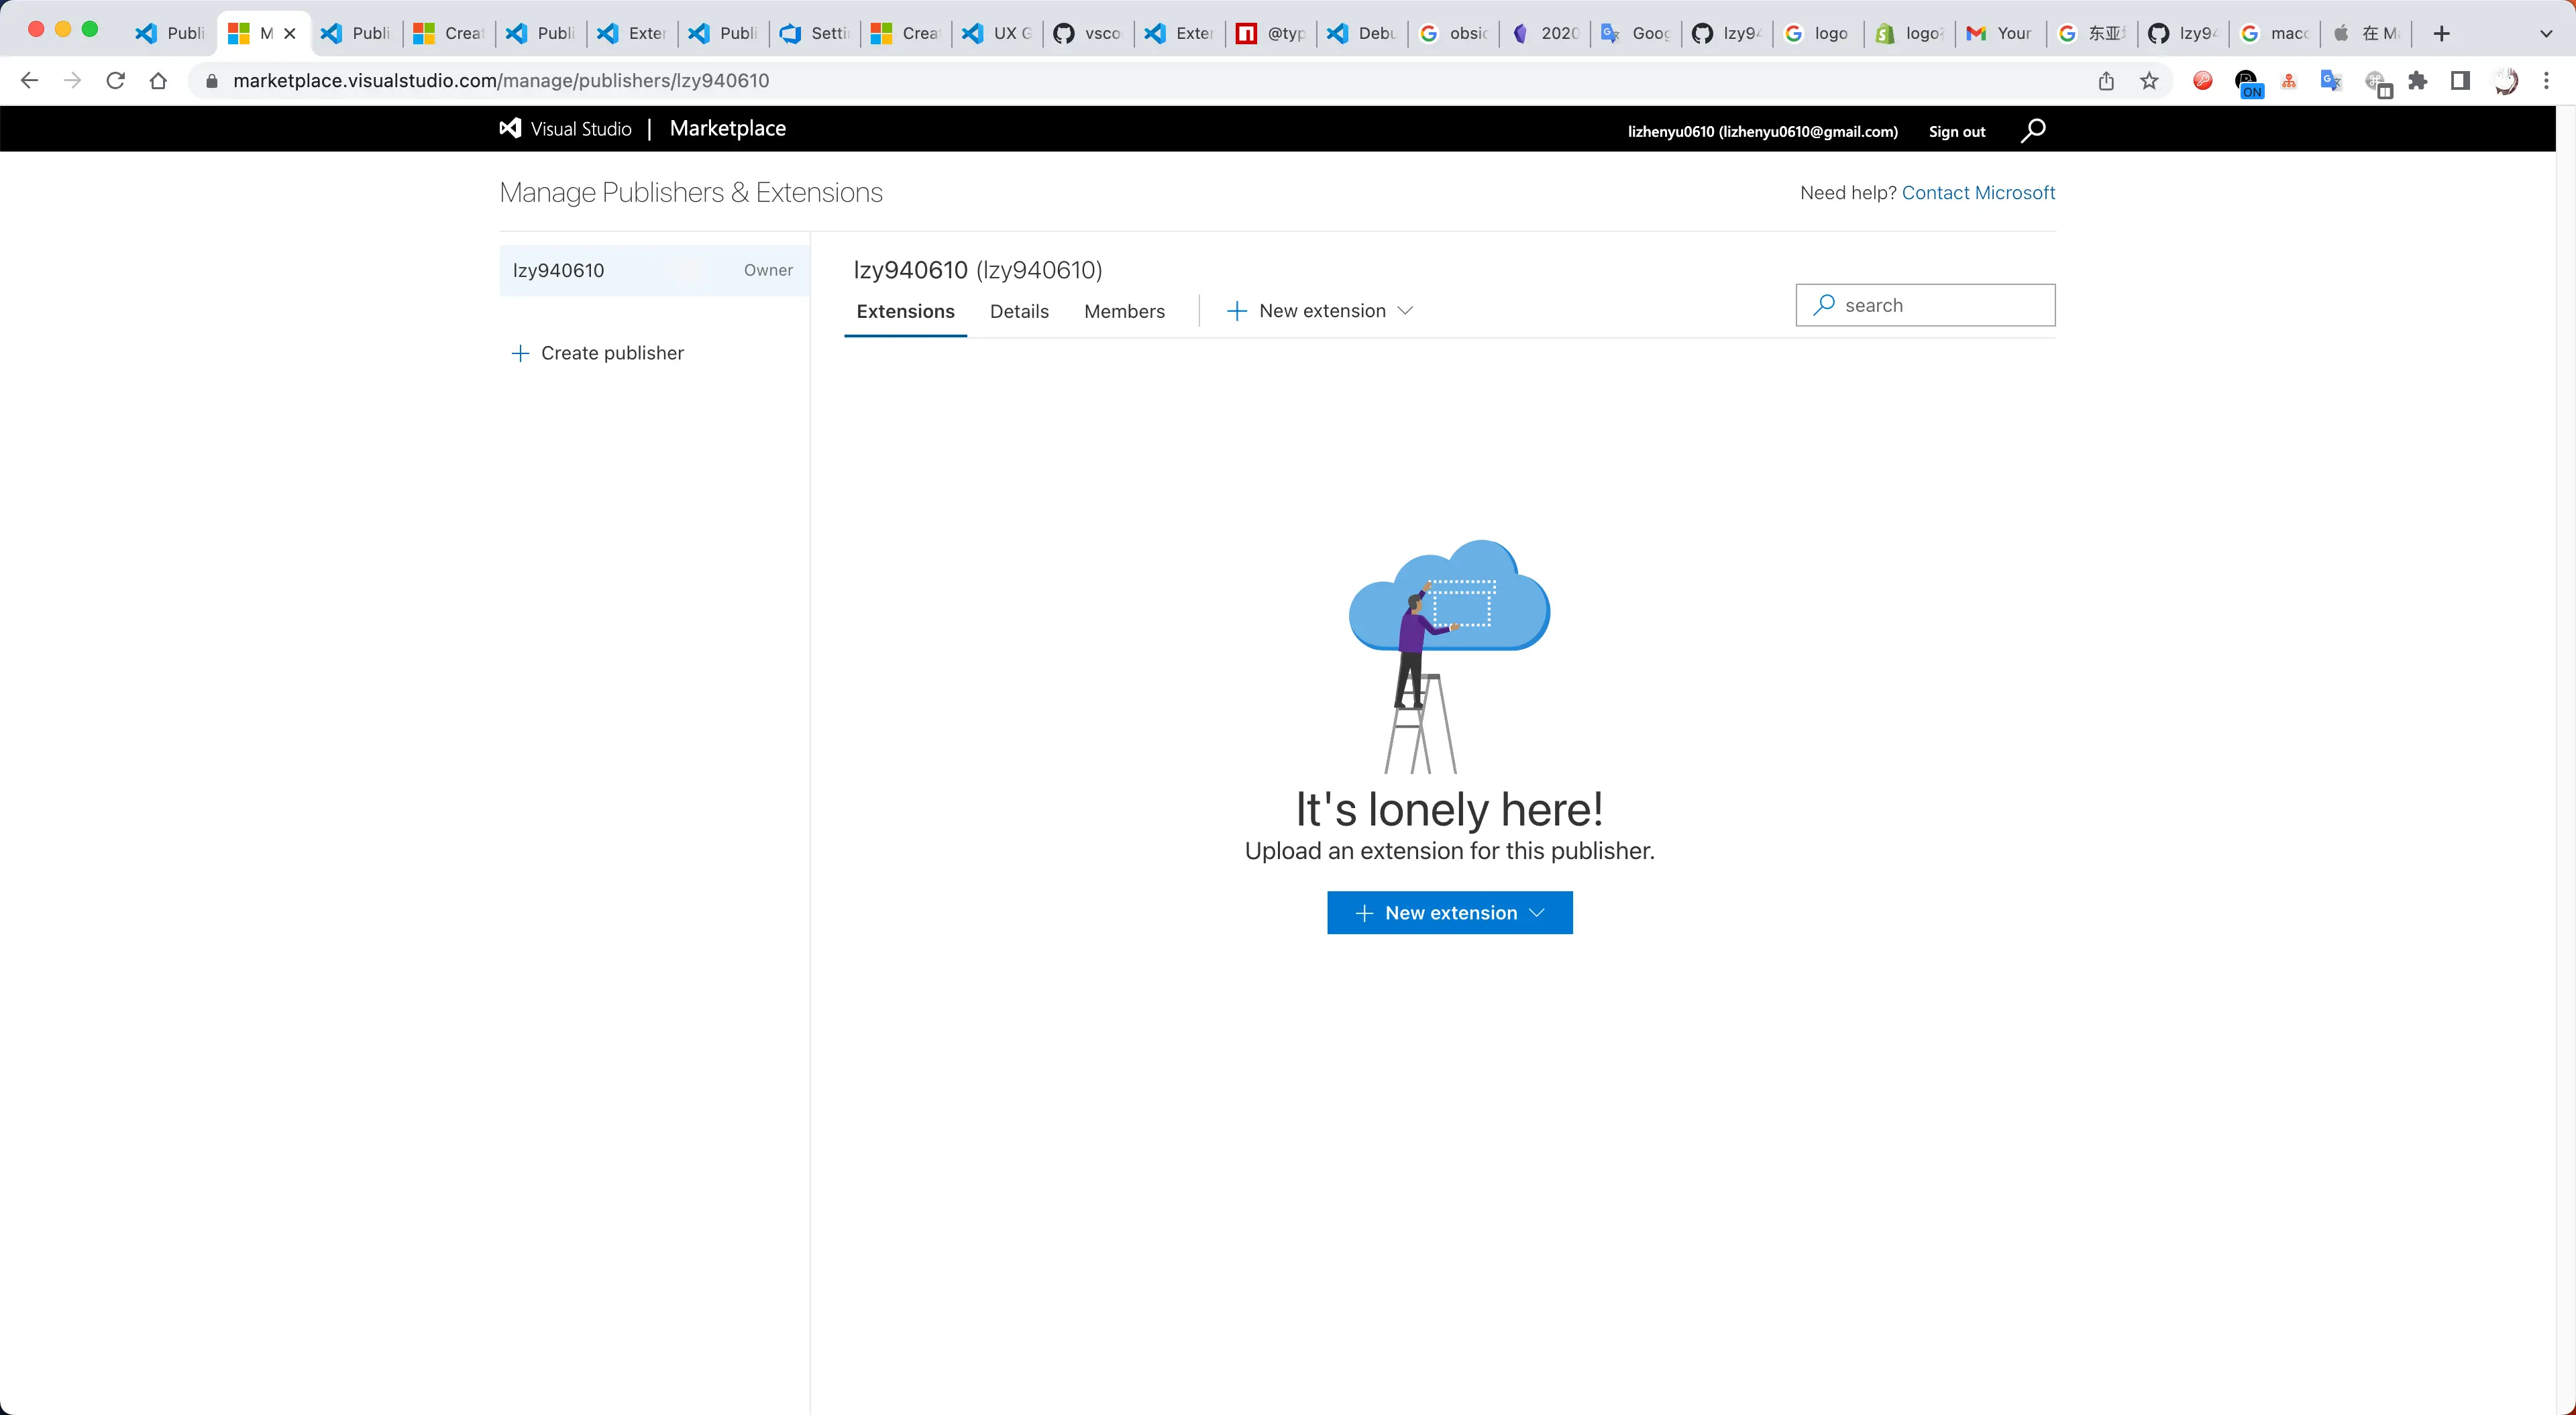 Publi
M
Publi
Creat
Publi
Exter
Publi
Setti
Creat
UX G
vsco
Exter
@typ
Debu
obsic
2020
Goog
lzy94
logo
logo
Your
东亚
lzy94
macc
在 Ma
marketplace.visualstudio.com/manage/publishers/lzy940610
ON
Visual Studio | Marketplace
lizhenyu0610 (lizhenyu0610@gmail.com)
Sign out
Manage Publishers & Extensions
Need help? Contact Microsoft
lzy940610
Owner
Create publisher
lzy940610 (lzy940610)
Extensions
Details
Members
New extension
search
It's lonely here!
Upload an extension for this publisher.
New extension